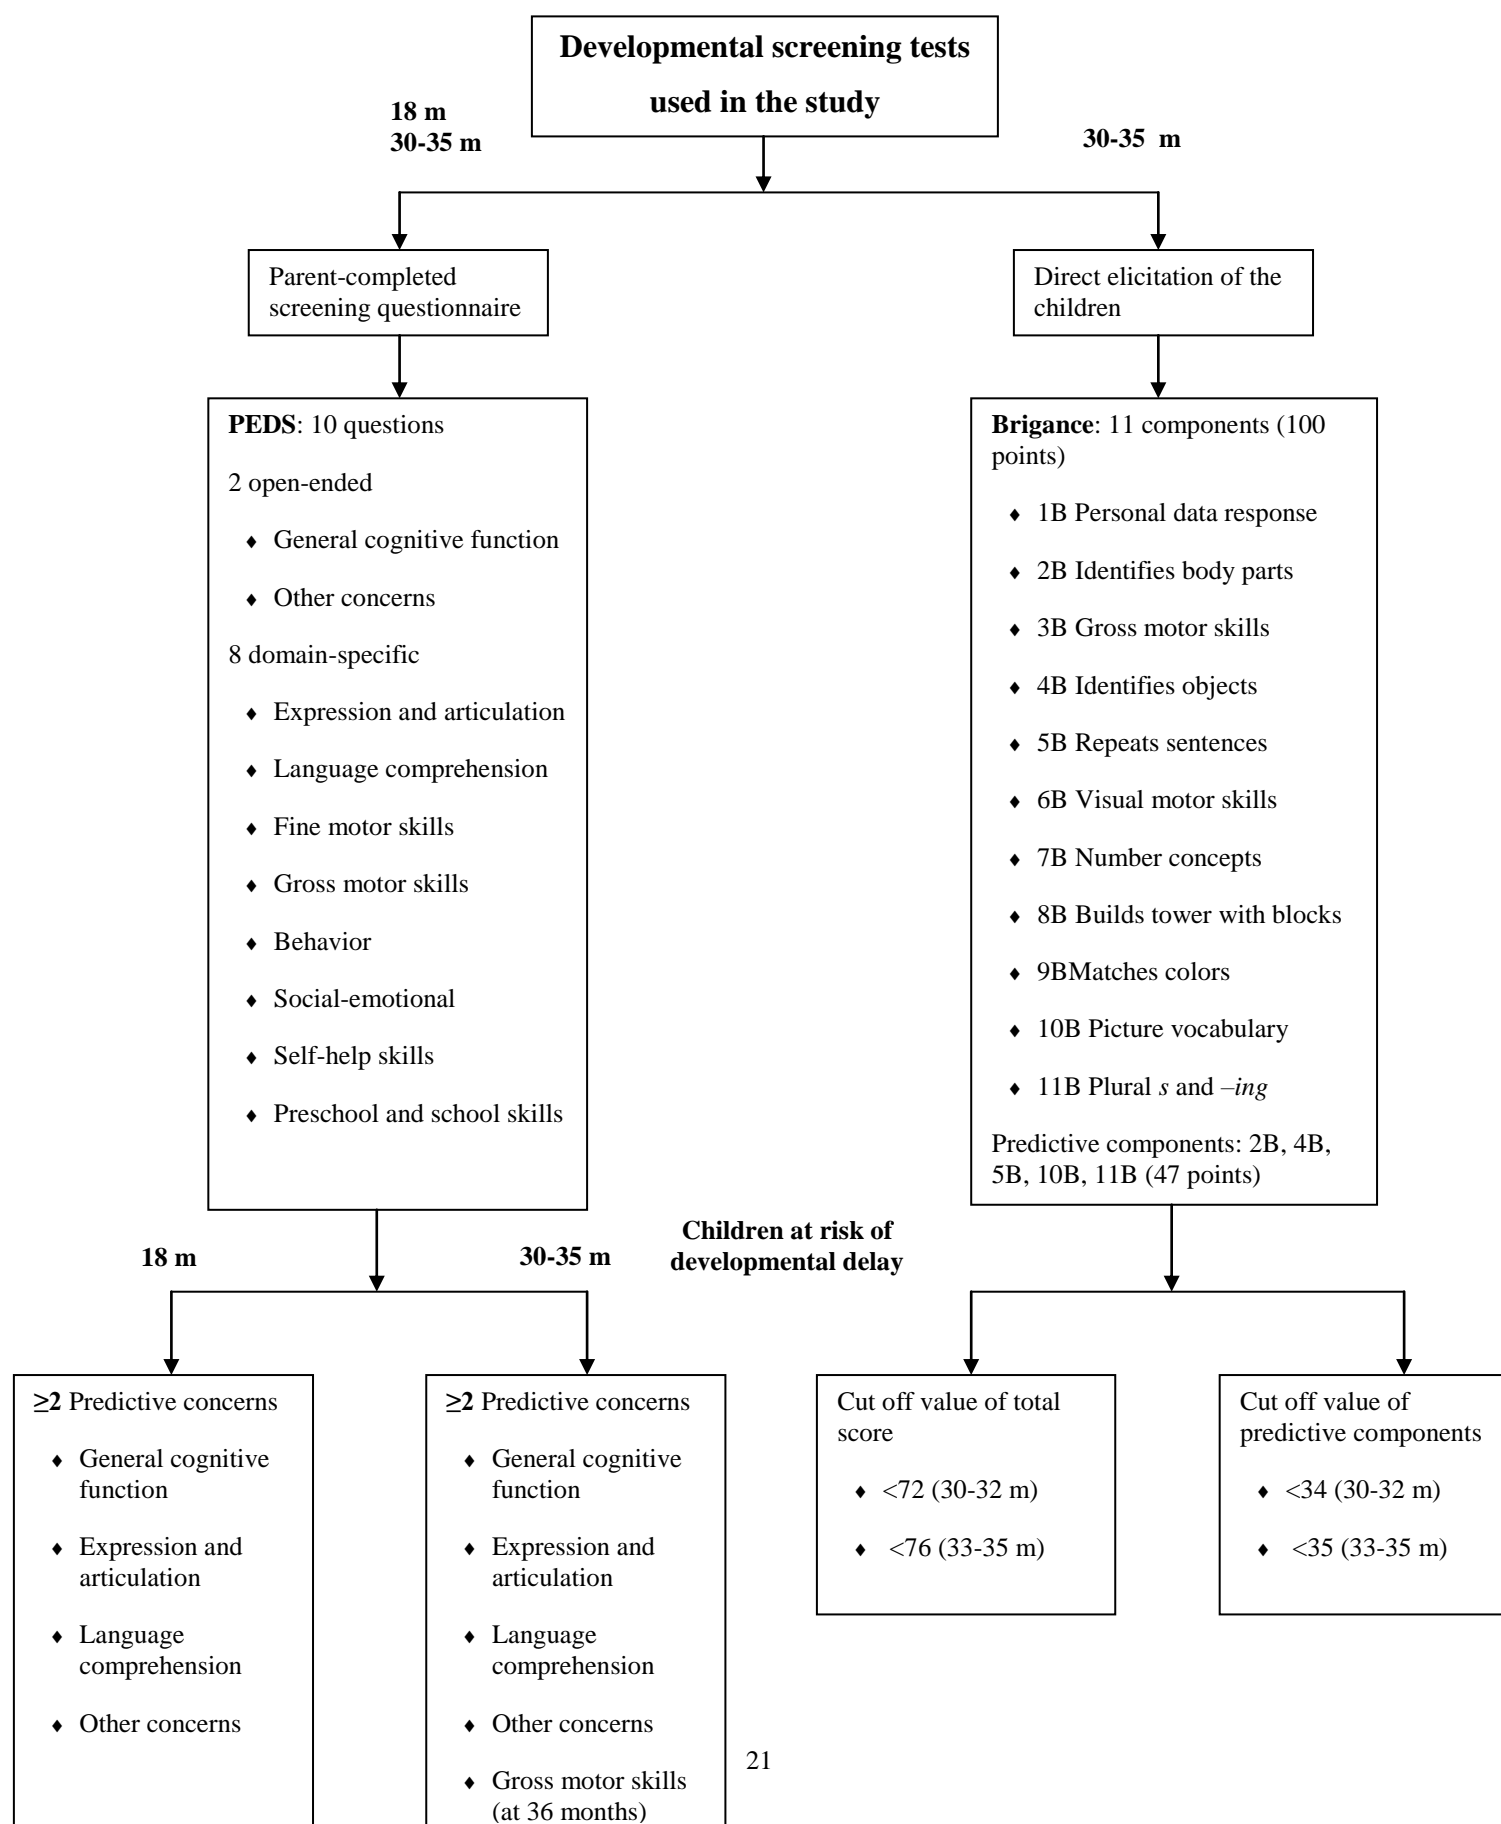 Developmental screening tests
used in the study
18 m
30-35 m
30-35  m
Parent-completed
screening questionnaire
Direct elicitation of the
children
PEDS: 10 questions
2 open-ended
♦ General cognitive function
♦ Other concerns
8 domain-specific
♦ Expression and articulation
♦ Language comprehension
♦ Fine motor skills
♦ Gross motor skills
♦ Behavior
♦ Social-emotional
♦ Self-help skills
♦ Preschool and school skills
Brigance: 11 components (100
points)
♦ 1B Personal data response
♦ 2B Identifies body parts
♦ 3B Gross motor skills
♦ 4B Identifies objects
♦ 5B Repeats sentences
♦ 6B Visual motor skills
♦ 7B Number concepts
♦ 8B Builds tower with blocks
♦ 9BMatches colors
♦ 10B Picture vocabulary
♦ 11B Plural s and –ing
Predictive components: 2B, 4B,
5B, 10B, 11B (47 points)
18 m
30-35 m
Children at risk of
developmental delay
≥2 Predictive concerns
♦ General cognitive
function
♦ Expression and
articulation
♦ Language
comprehension
♦ Other concerns
≥2 Predictive concerns
♦ General cognitive
function
♦ Expression and
articulation
♦ Language
comprehension
♦ Other concerns
♦ Gross motor skills
(at 36 months)
Cut off value of total
score
♦ <72 (30-32 m)
♦ <76 (33-35 m)
Cut off value of
predictive components
♦ <34 (30-32 m)
♦ <35 (33-35 m)
21